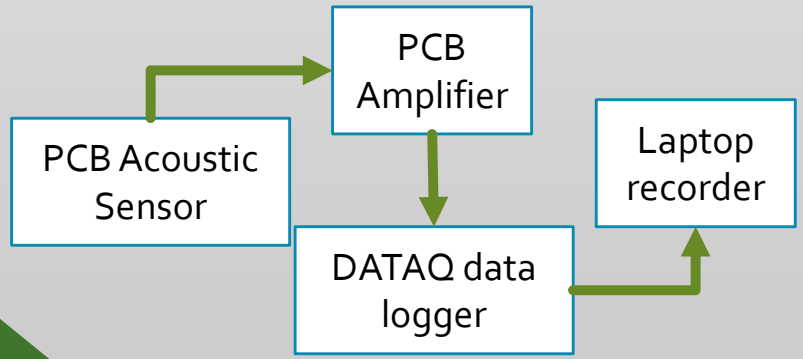 PCB Acoustic
Sensor
PCB
Amplifier
DATAQ data
logger
Laptop
recorder